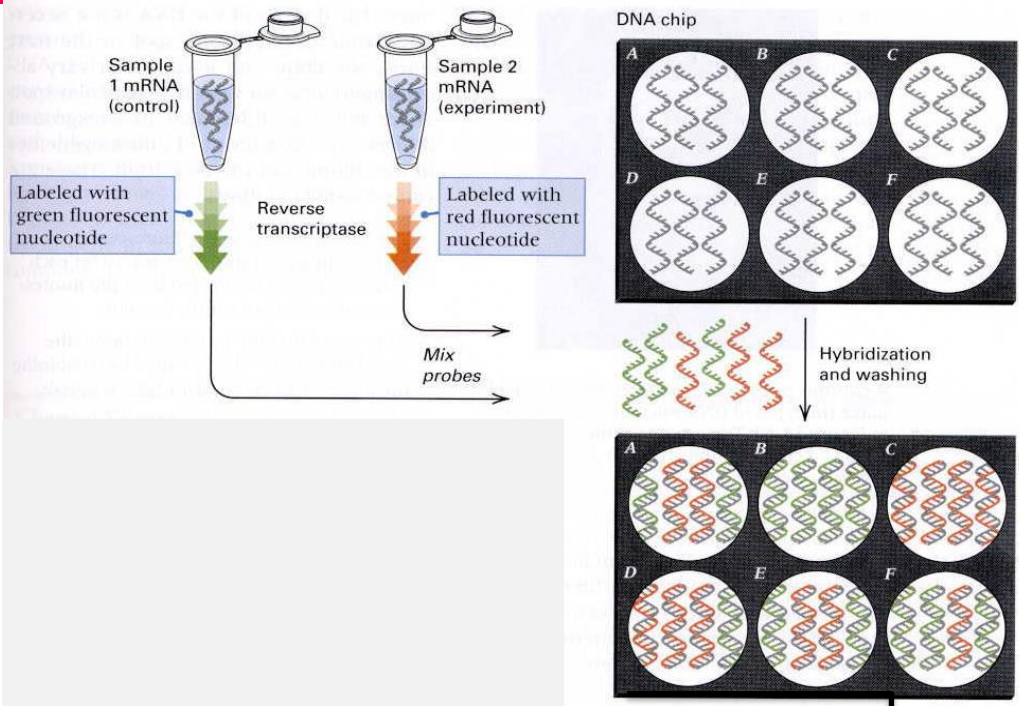 Sample
1 mRNA
(control)
Sample 2
mRNA
(experiment)
Labeled with
green fluorescent
nucleotide
Reverse
transcriptase
Labeled with
red fluorescent
nucleotide
Mix
probes
DNA chip
A B C
D E F
Hybridization
and washing
A B C
D E F